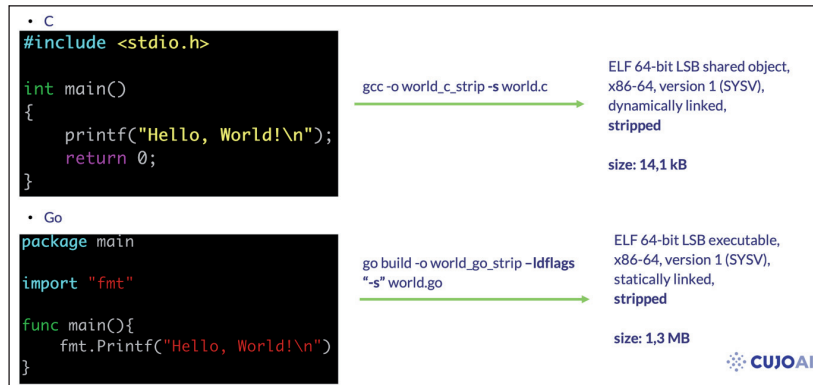 • C
#include <stdio.h>
int main()
{
printf("Hello, World!\n");
return 0;
}
gcc -o world_c_strip -s world.c
ELF 64-bit LSB shared object,
x86-64, version 1 (SYSV),
dynamically linked,
stripped
size: 14,1 kB
• Go
package main
import "fmt"
func main(){
fmt.Printf("Hello, World!\n")
}
go build -o world_go_strip –ldflags
“-s” world.go
ELF 64-bit LSB executable,
x86-64, version 1 (SYSV),
statically linked,
stripped
size: 1,3 MB
CUJOAI